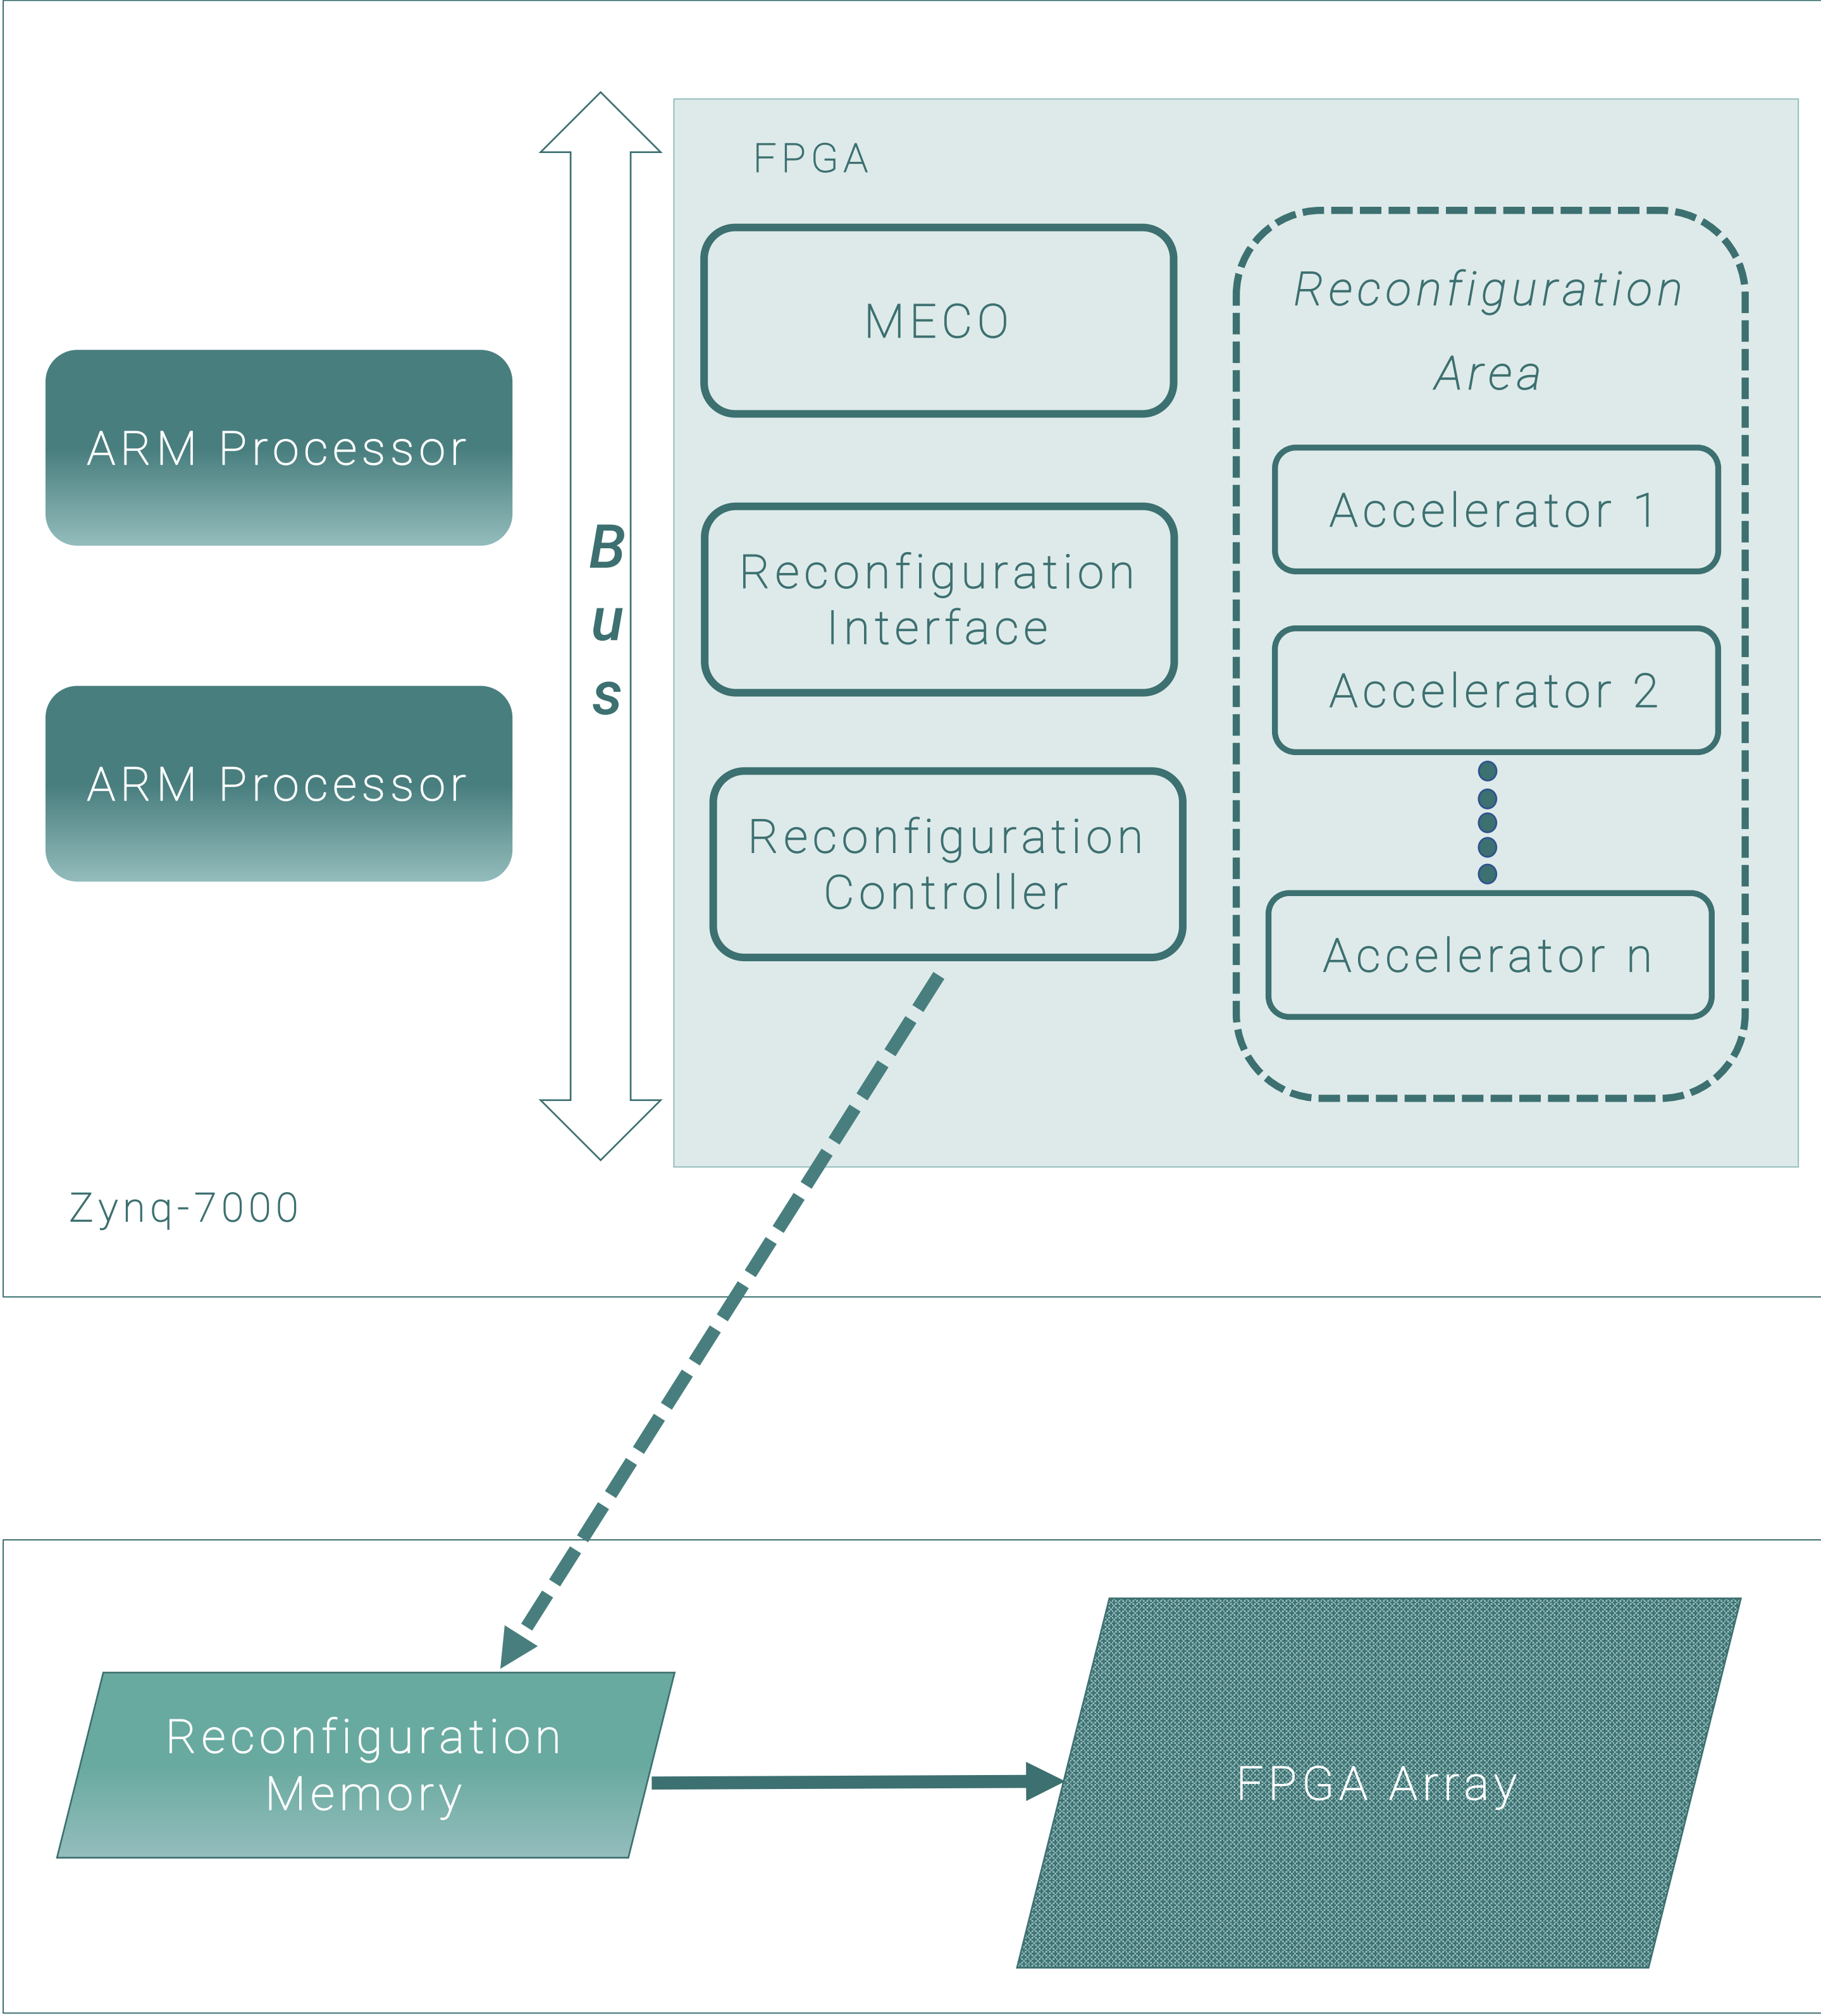 FPGA
MECO
Reconfiguration
Area
ARM Processor
Accelerator 1
B
u
s
Reconfiguration
Interface
Accelerator 2
ARM Processor
Reconfiguration
Controller
Accelerator n
Zynq-7000
Reconfiguration
Memory
FPGA Array